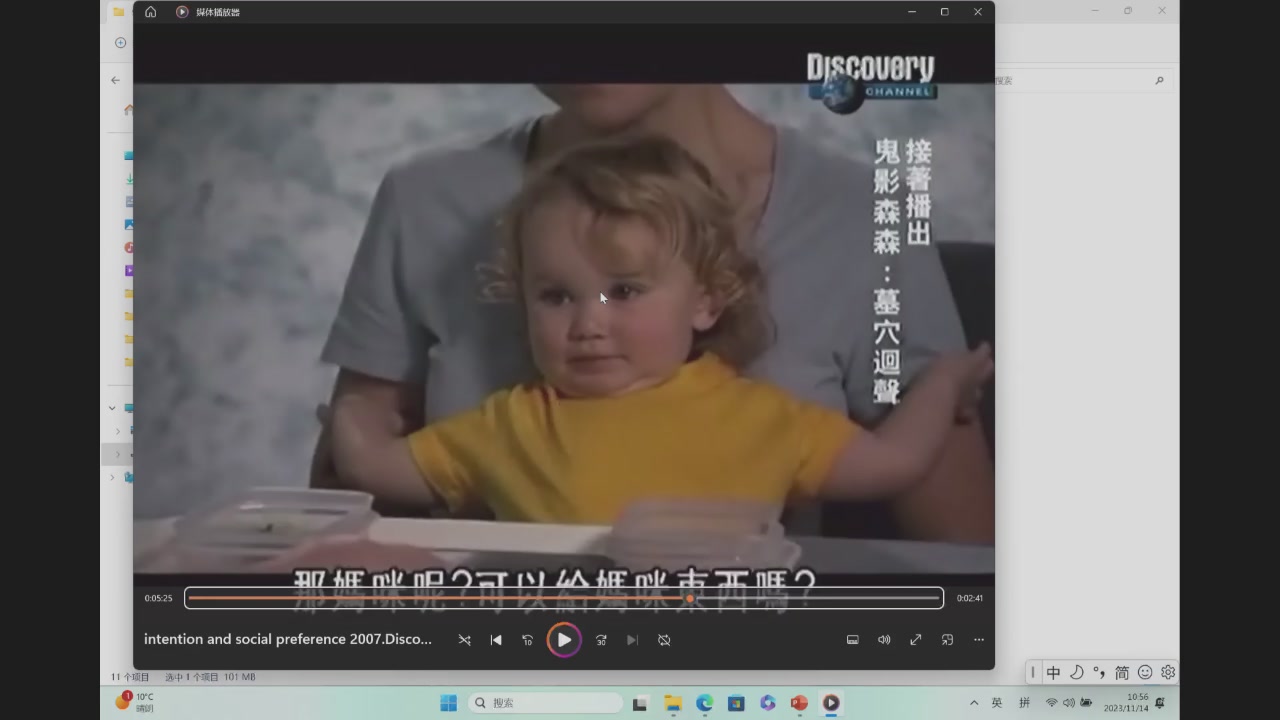 媒体播放器
搜索
Discovery
CHANNEL
接著播出
鬼影森森：墓穴迴聲
那媽咪呢?可以給媽咪東西嗎?
0:05:25
0:02:41
intention and social preference 2007.Disco...
10
30
11 个项目
选中 1 个项目 101 MB
中
简
1
10°C
晴朗
搜索
英
拼
10:56
2023/11/14